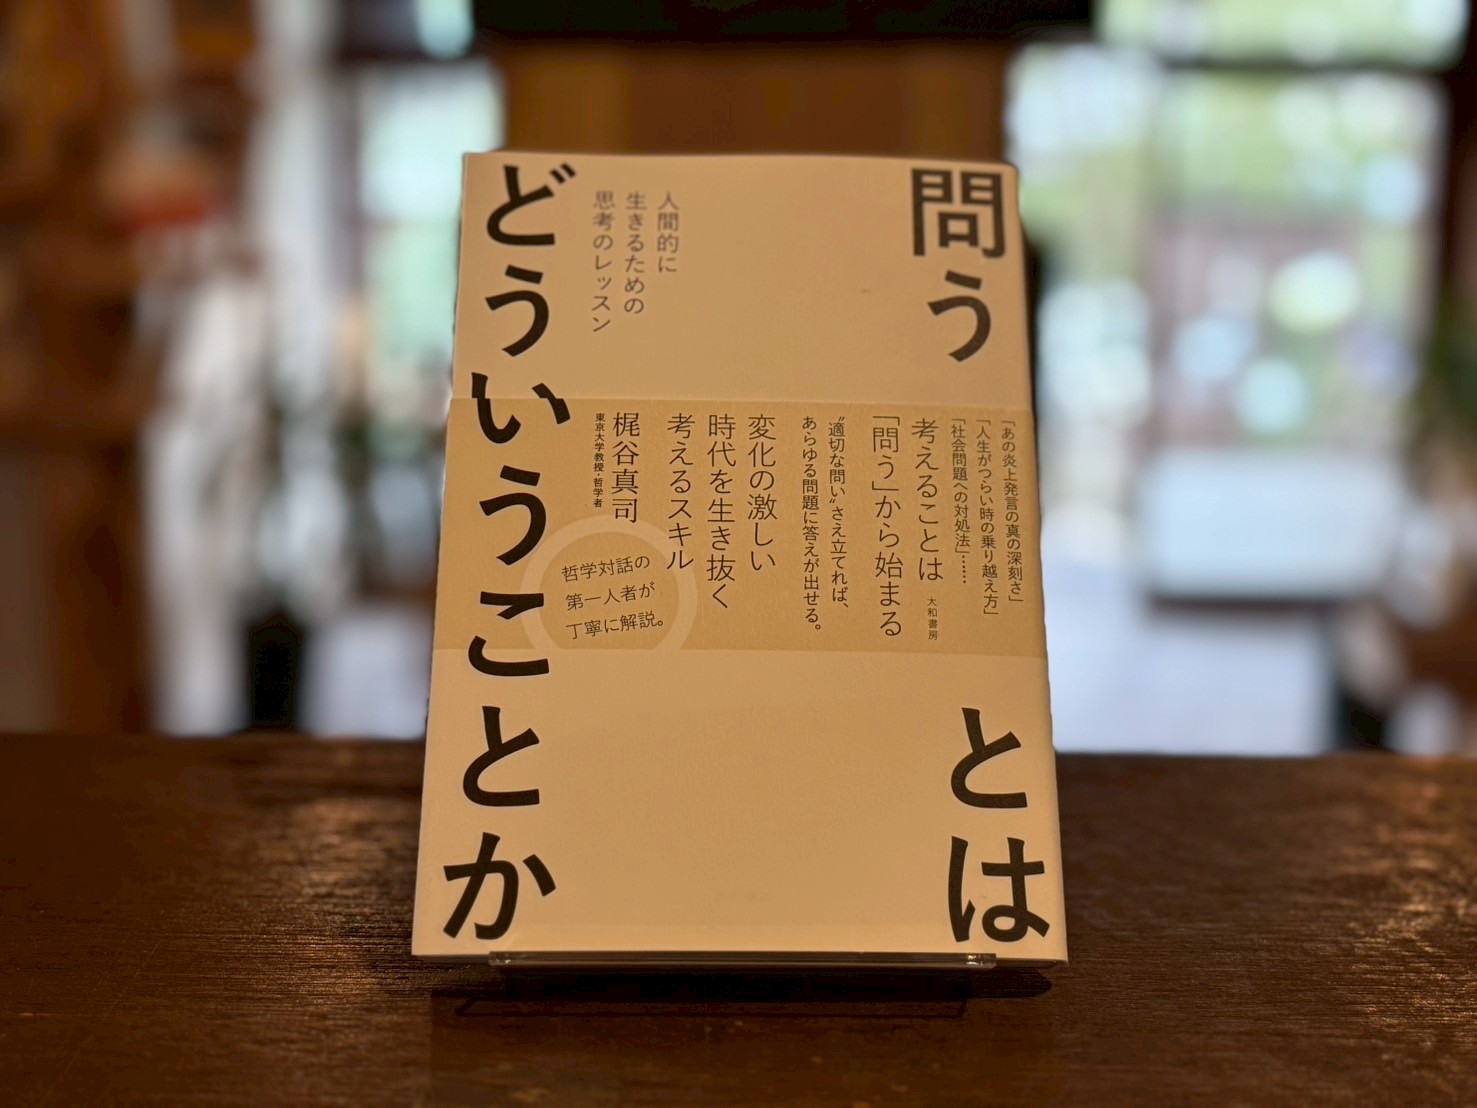 問うとは
どういうことか
人間的に
生きるための
思考のレッスン
「あの炎上発言の真の深刻さ」
「人生がつらい時の乗り越え方」
「社会問題への対処法」……
考えることは
「問う」から始まる
大和書房
“適切な問い”さえ立てれば、
あらゆる問題に答えが出せる。
変化の激しい
時代を生き抜く
考えるスキル
梶谷真司
東京大学教授・哲学者
哲学対話の
第一人者が
丁寧に解説。